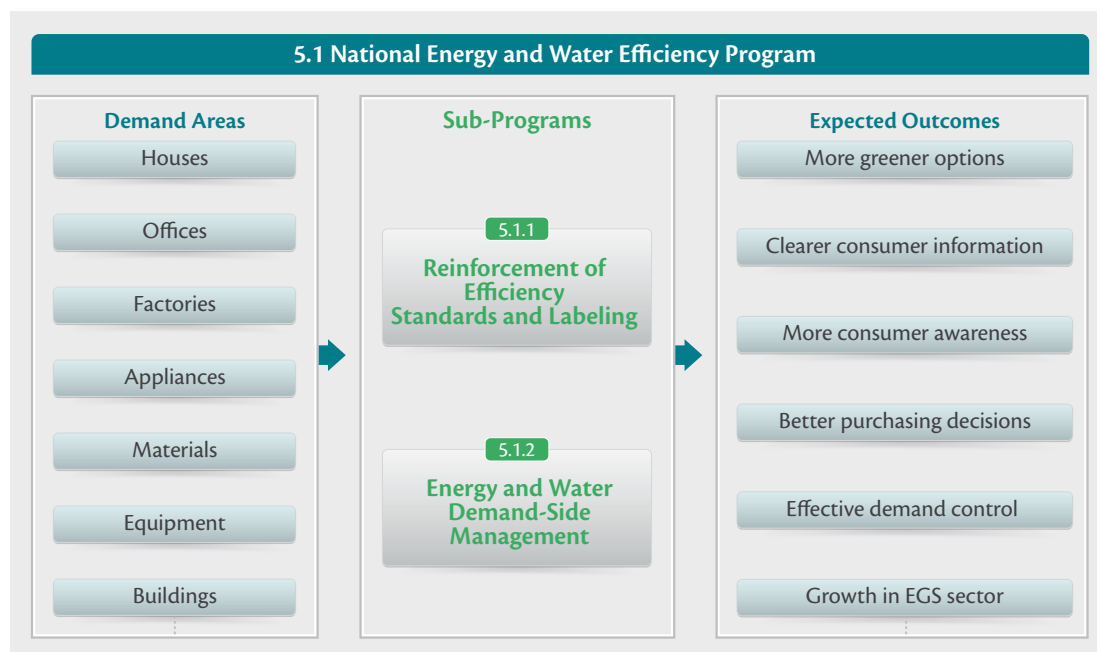 5.1 National Energy and Water Efficiency Program
Demand Areas
Houses
Offices
Factories
Appliances
Materials
Equipment
Buildings
Sub-Programs
5.1.1
Reinforcement of
Efficiency
Standards and Labeling
5.1.2
Energy and Water
Demand-Side
Management
Expected Outcomes
More greener options
Clearer consumer information
More consumer awareness
Better purchasing decisions
Effective demand control
Growth in EGS sector